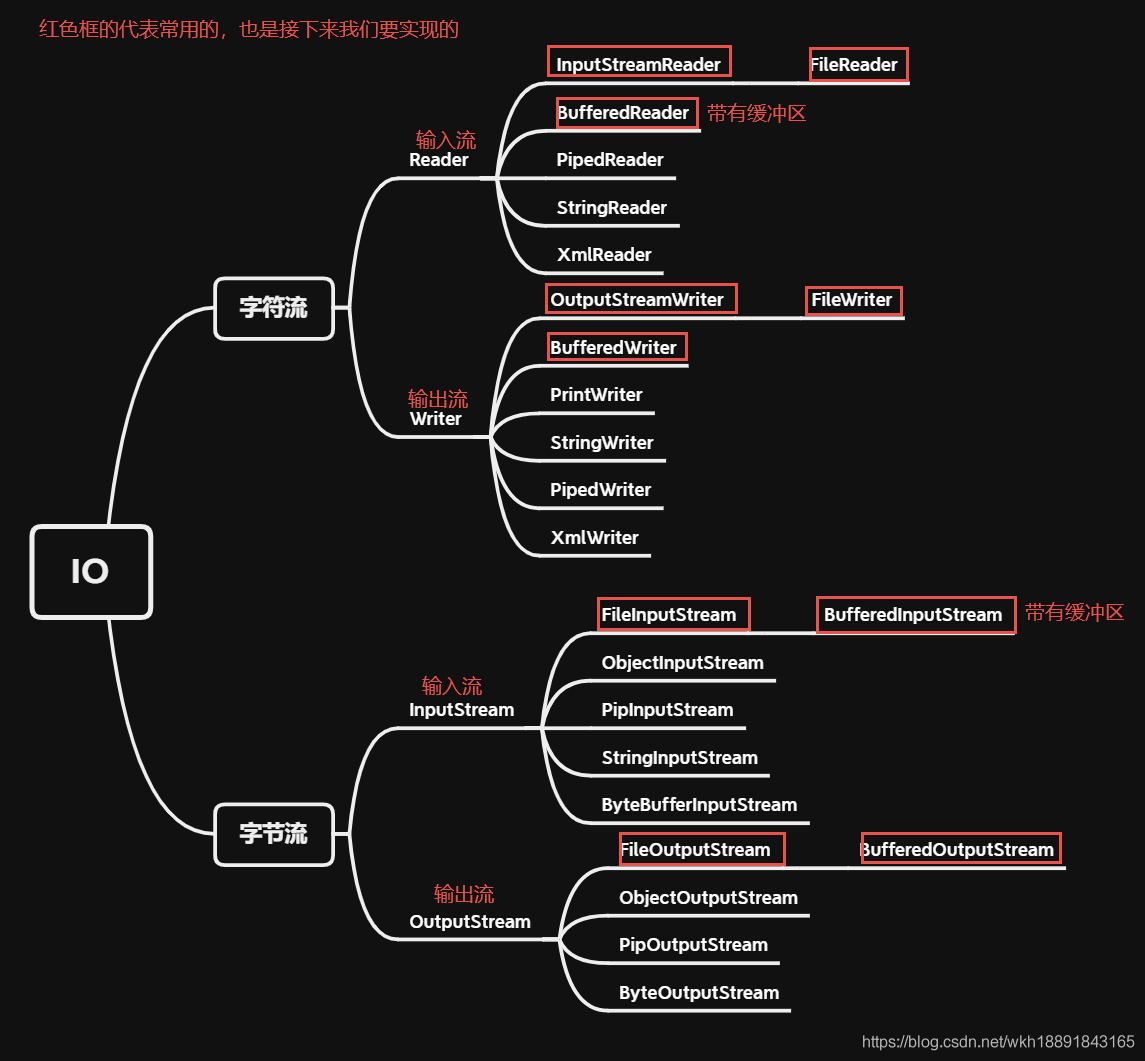 红色框的代表常用的，也是接下来我们要实现的
InputStreamReader
FileReader
BufferedReader
带有缓冲区
输入流
Reader
PipedReader
StringReader
XmlReader
字符流
OutputStreamWriter
FileWriter
BufferedWriter
输出流
Writer
PrintWriter
StringWriter
PipedWriter
XmlWriter
IO
FileInputStream
BufferedInputStream
带有缓冲区
ObjectInputStream
输入流
InputStream
PipInputStream
StringInputStream
ByteBufferInputStream
字节流
FileOutputStream
BufferedOutputStream
输出流
OutputStream
ObjectOutputStream
PipOutputStream
ByteOutputStream
https://blog.csdn.net/wkh18891843165